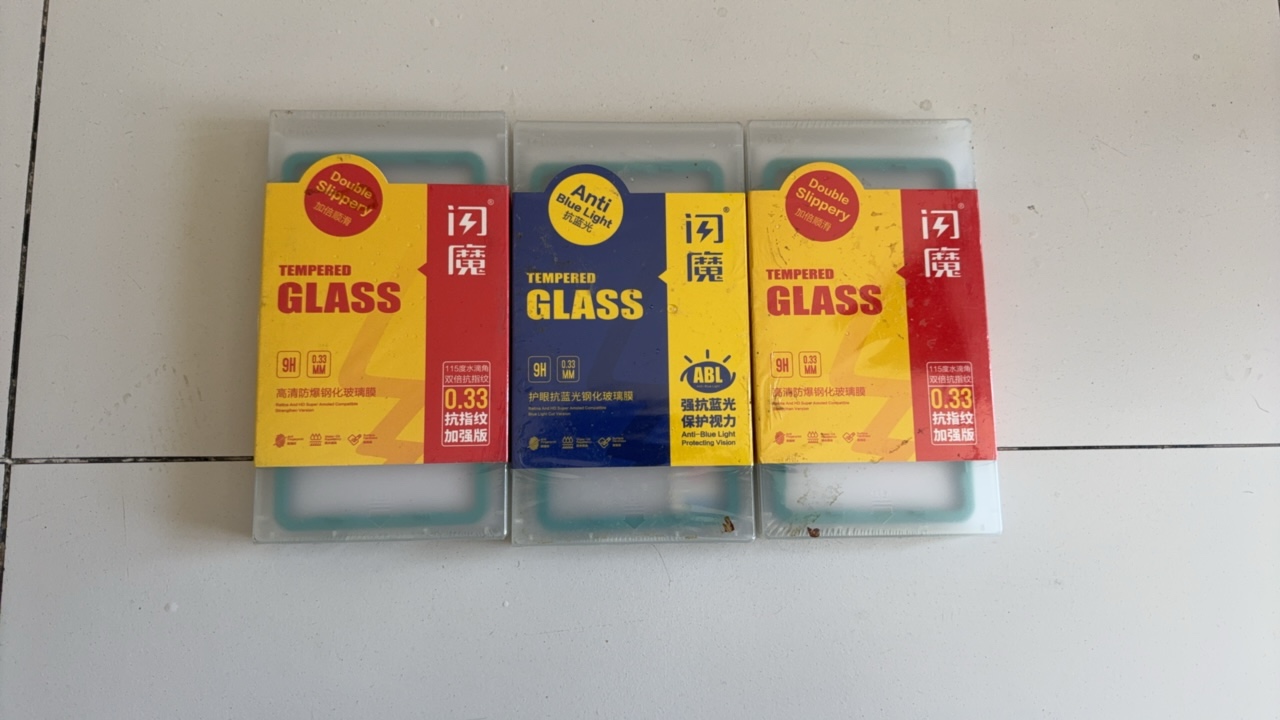 Double
Slippery
加倍顺滑
闪®
魔
TEMPERED
GLASS
9H
0.33
MM
高清防爆钢化玻璃膜
115度水滴角
双倍抗指纹
0.33
抗指纹
加强版
Anti
Blue Light
抗蓝光
闪®
魔
TEMPERED
GLASS
9H
0.33
MM
护眼抗蓝光钢化玻璃膜
ABL
强抗蓝光
保护视力
Anti-Blue Light
Protecting Vision
Double
Slippery
加倍顺滑
闪®
魔
TEMPERED
GLASS
9H
0.33
MM
高清防爆钢化玻璃膜
115度水滴角
双倍抗指纹
0.33
抗指纹
加强版